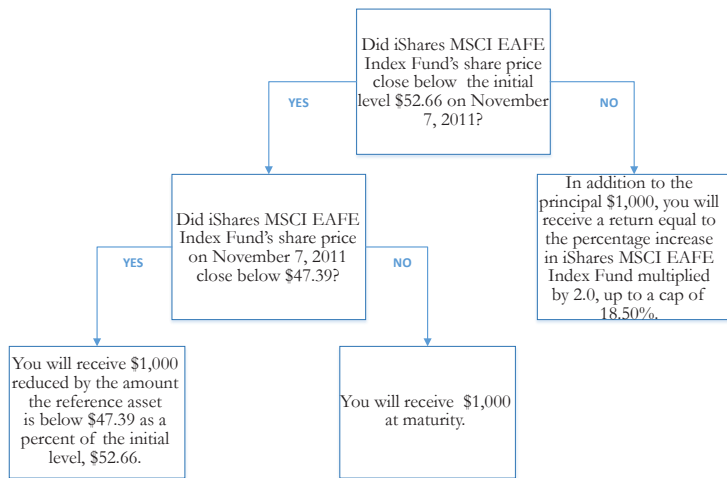 Did iShares MSCI EAFE
Index Fund's share price
close below the initial
level $52.66 on November
7, 2011?
YES
NO
Did iShares MSCI EAFE
Index Fund's share price
on November 7, 2011
close below $47.39?
In addition to the
principal $1,000, you will
receive a return equal to
the percentage increase
in iShares MSCI EAFE
Index Fund multiplied
by 2.0, up to a cap of
18.50%.
YES
NO
You will receive $1,000
reduced by the amount
the reference asset
is below $47.39 as a
percent of the initial
level, $52.66.
You will receive $1,000
at maturity.